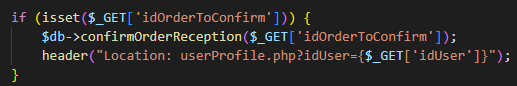 if (isset($_GET['idOrderToConfirm'])) {
    $db->confirmOrderReception($_GET['idOrderToConfirm']);
    header("Location: userProfile.php?idUser={$_GET['idUser']}");
}